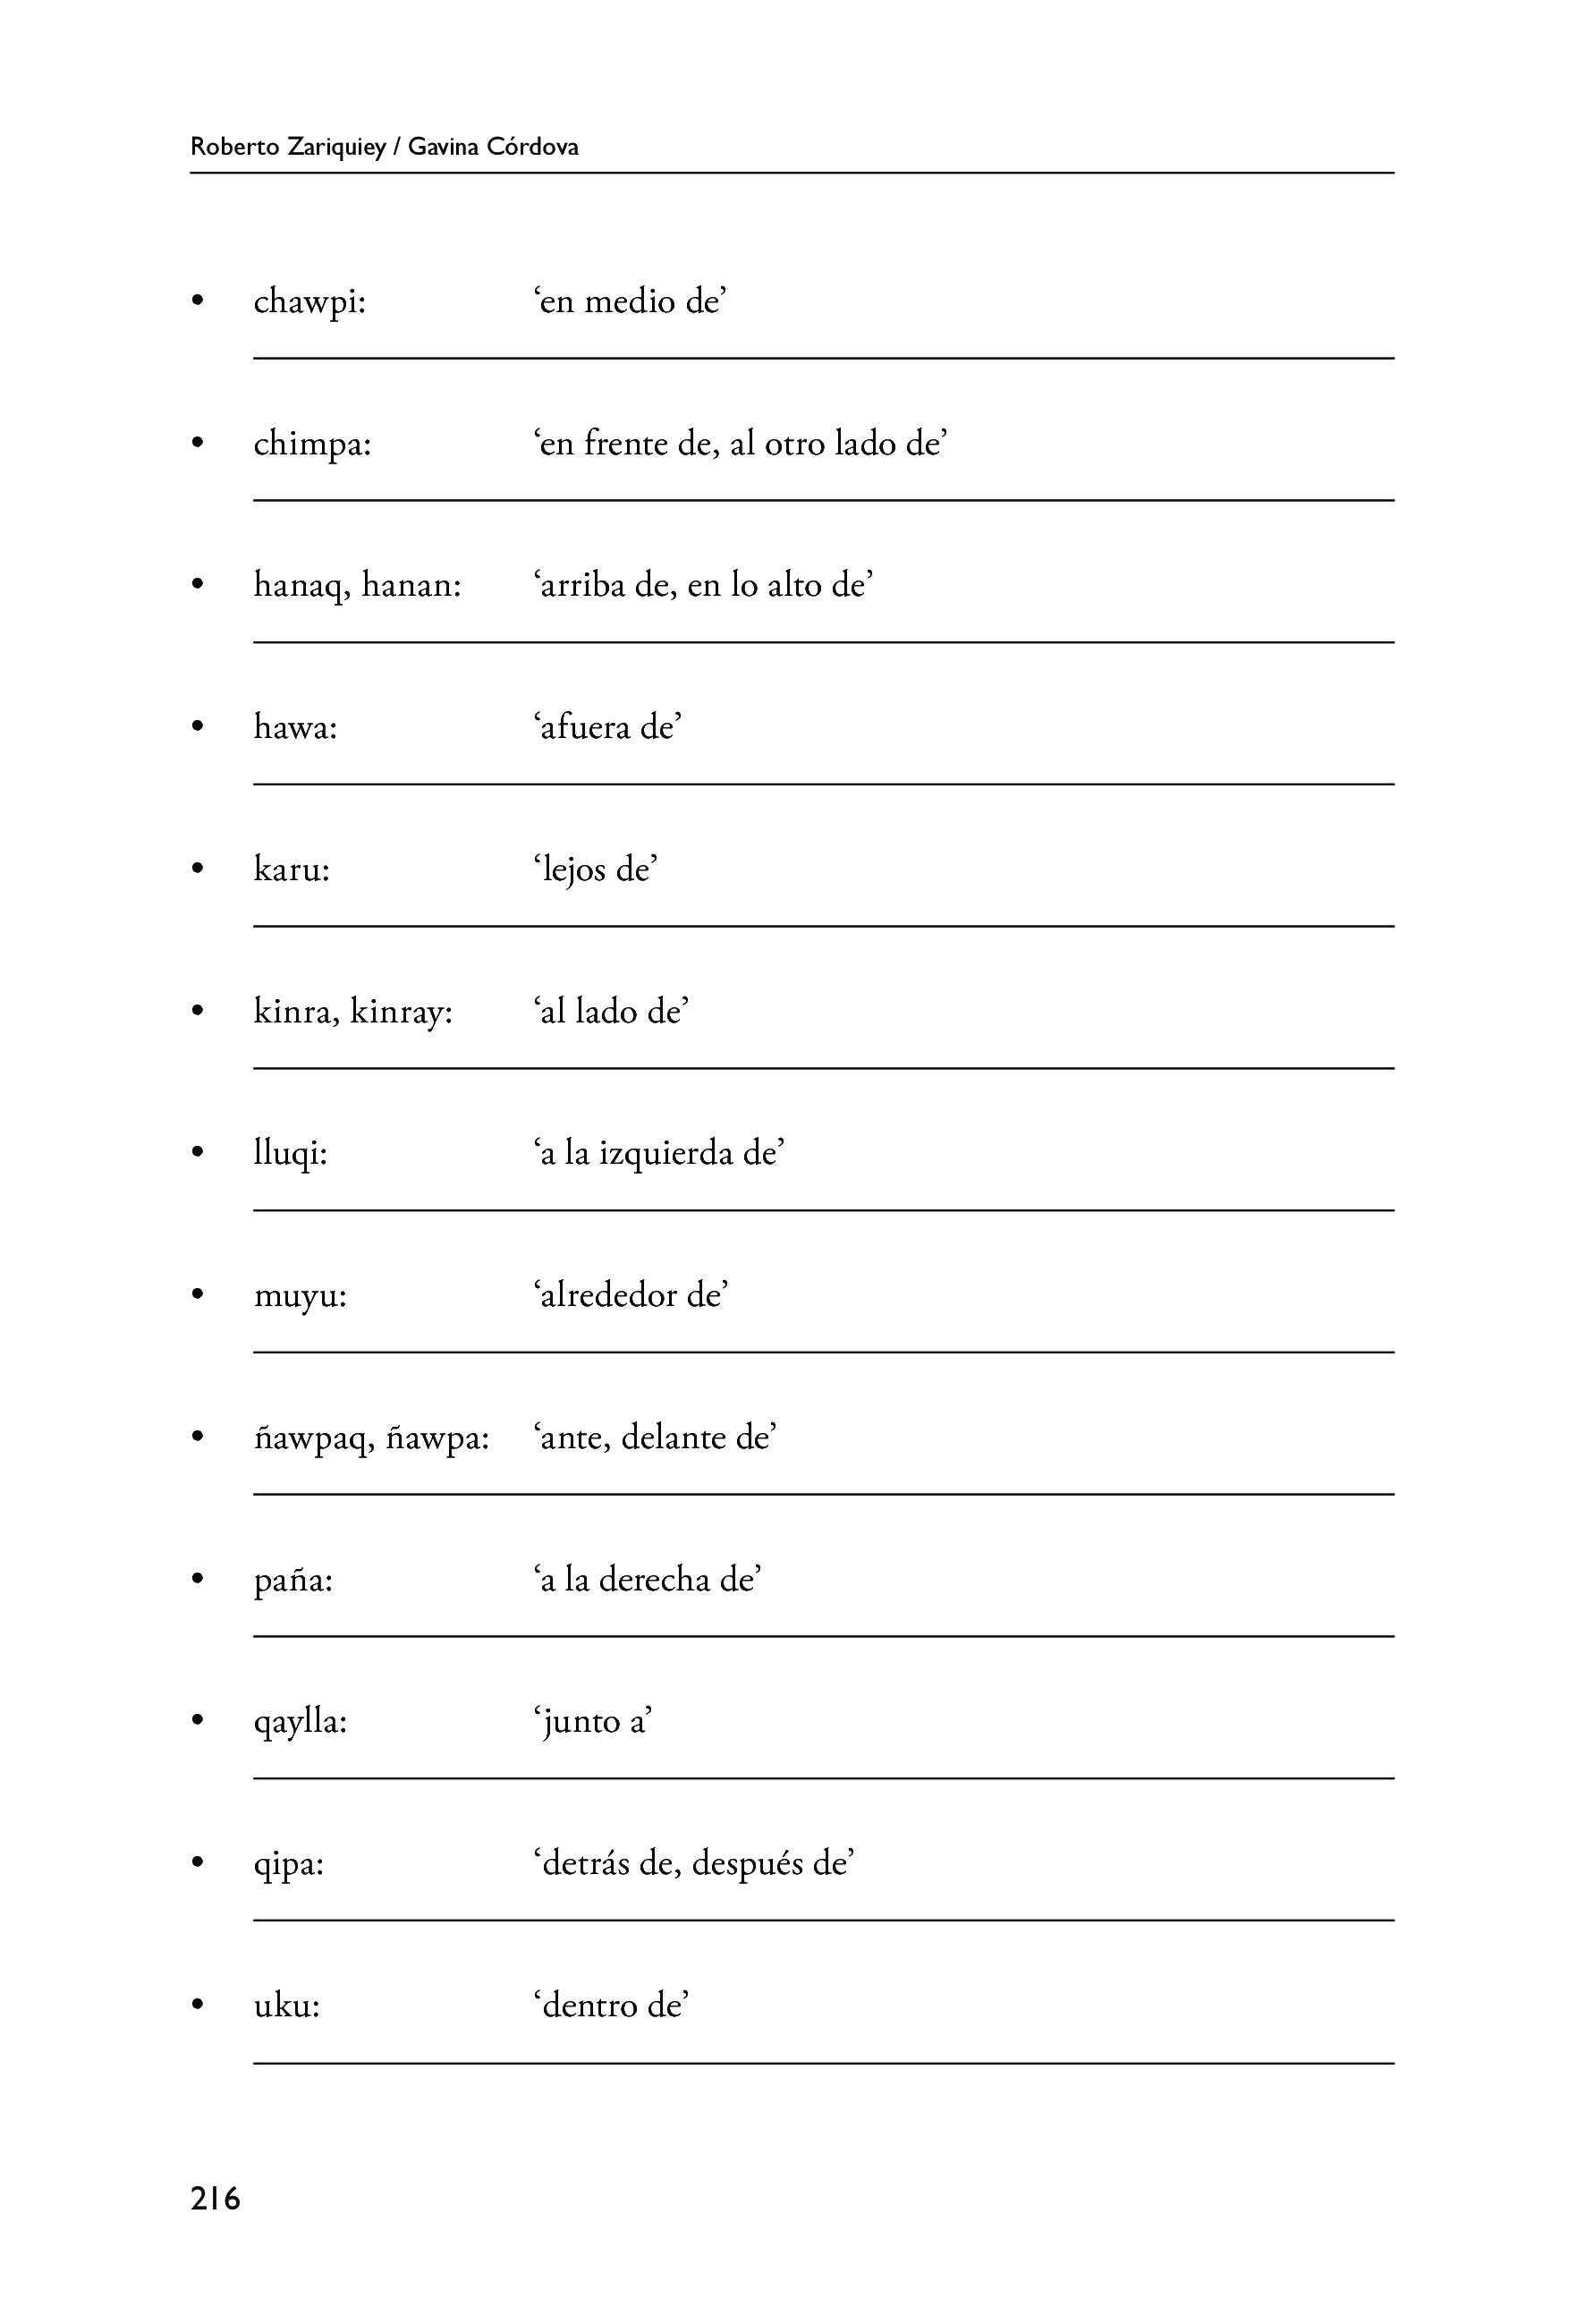 Roberto Zariquiey / Gavina Córdova
• chawpi: ‘en medio de’
• chimpa: ‘en frente de, al otro lado de’
• hanaq, hanan: ‘arriba de, en lo alto de’
• hawa: ‘afuera de’
• karu: ‘lejos de’
• kinra, kinray: ‘al lado de’
• lluqi: ‘a la izquierda de’
• muyu: ‘alrededor de’
• ñawpaq, ñawpa: ‘ante, delante de’
• paña: ‘a la derecha de’
• qaylla: ‘junto a’
• qipa: ‘detrás de, después de’
• uku: ‘dentro de’
216